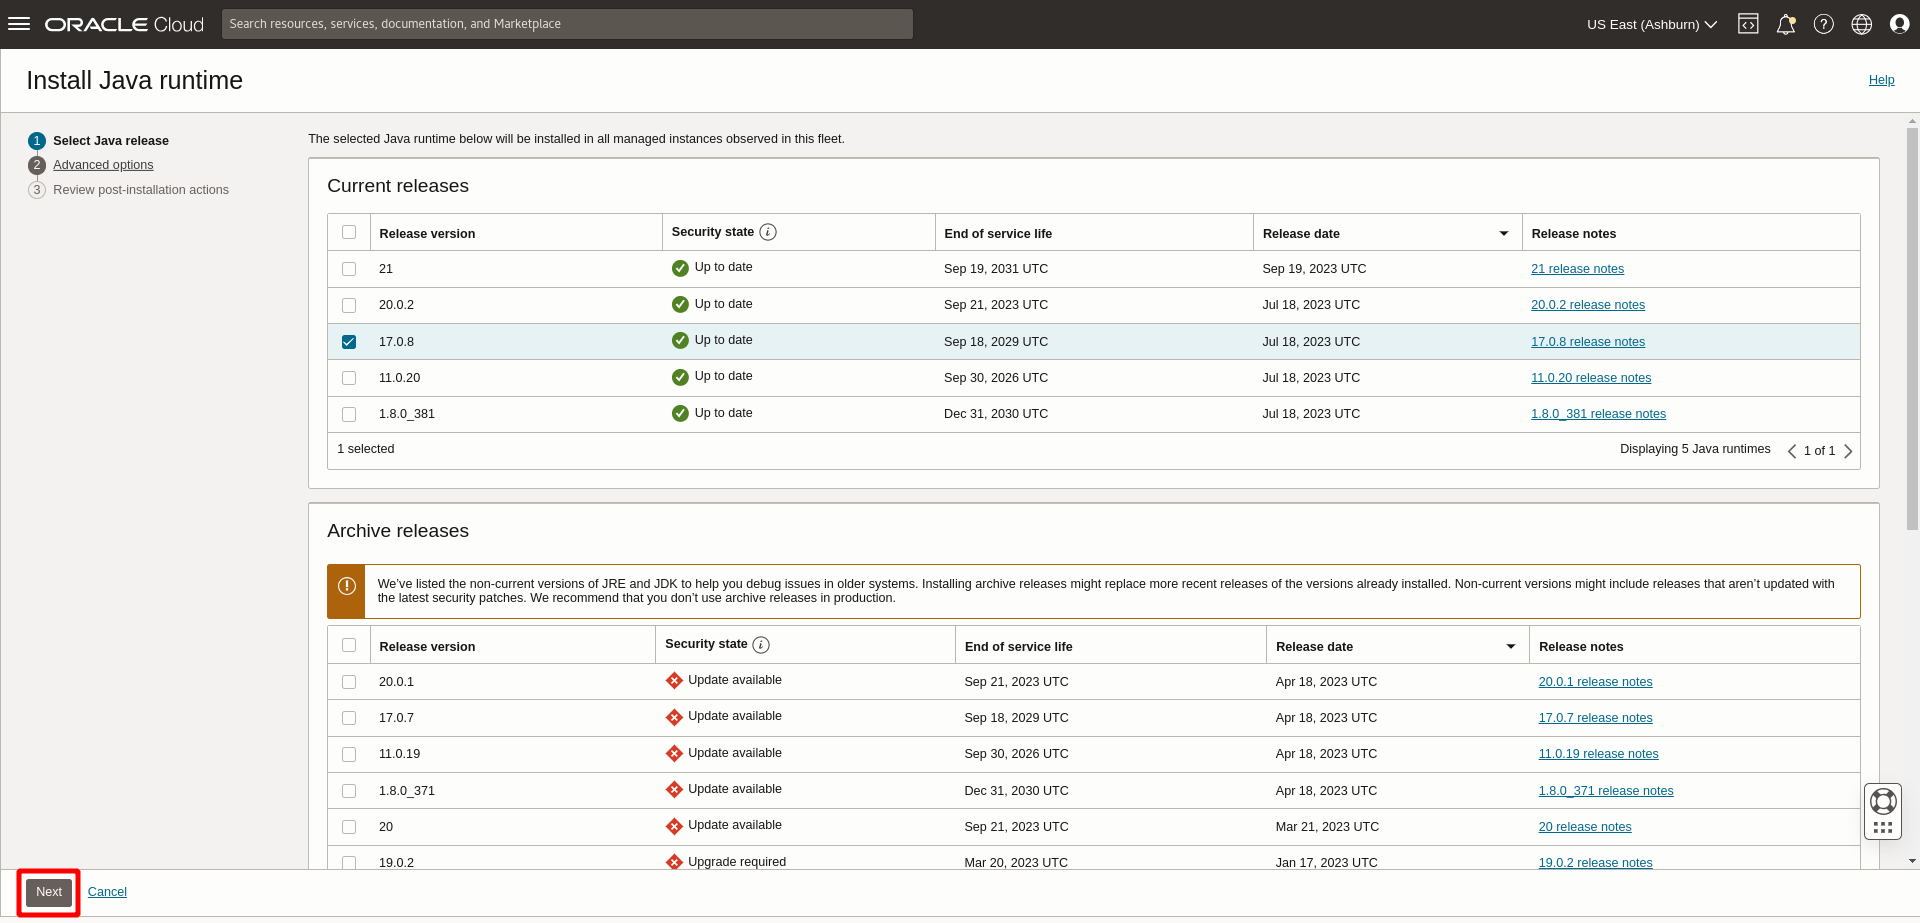 ORACLE Cloud
Search resources, services, documentation, and Marketplace
US East (Ashburn)
Install Java runtime
Help
1 Select Java release
2 Advanced options
3 Review post-installation actions
The selected Java runtime below will be installed in all managed instances observed in this fleet.
Current releases
Release version Security state i End of service life Release date Release notes
21 Up to date Sep 19, 2031 UTC Sep 19, 2023 UTC 21 release notes
20.0.2 Up to date Sep 21, 2023 UTC Jul 18, 2023 UTC 20.0.2 release notes
17.0.8 Up to date Sep 18, 2029 UTC Jul 18, 2023 UTC 17.0.8 release notes
11.0.20 Up to date Sep 30, 2026 UTC Jul 18, 2023 UTC 11.0.20 release notes
1.8.0_381 Up to date Dec 31, 2030 UTC Jul 18, 2023 UTC 1.8.0_381 release notes
1 selected Displaying 5 Java runtimes 1 of 1
Archive releases
We've listed the non-current versions of JRE and JDK to help you debug issues in older systems. Installing archive releases might replace more recent releases of the versions already installed. Non-current versions might include releases that aren't updated with
the latest security patches. We recommend that you don't use archive releases in production.
Release version Security state i End of service life Release date Release notes
20.0.1 Update available Sep 21, 2023 UTC Apr 18, 2023 UTC 20.0.1 release notes
17.0.7 Update available Sep 18, 2029 UTC Apr 18, 2023 UTC 17.0.7 release notes
11.0.19 Update available Sep 30, 2026 UTC Apr 18, 2023 UTC 11.0.19 release notes
1.8.0_371 Update available Dec 31, 2030 UTC Apr 18, 2023 UTC 1.8.0_371 release notes
20 Update available Sep 21, 2023 UTC Mar 21, 2023 UTC 20 release notes
19.0.2 Upgrade required Mar 20, 2023 UTC Jan 17, 2023 UTC 19.0.2 release notes
Next Cancel